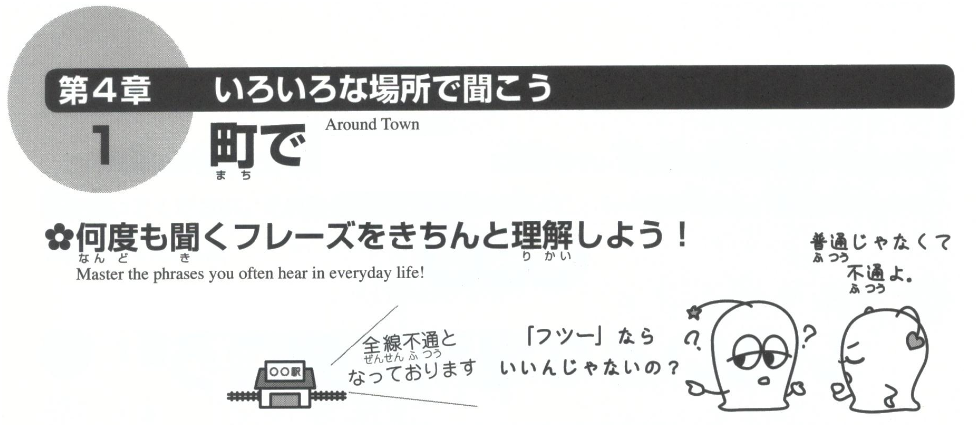 第4章 いろいろな場所で聞こう
1 町で Around Town
まち
✿何度も聞くフレーズをきちんと理解しよう！
なんど き りかい
Master the phrases you often hear in everyday life!
普通じゃなくて
ふつう
不通よ。
ふつう
全線不通と
ぜんせんふつう
なっております
○○駅
「フツー」なら
いいんじゃないの？
? ?